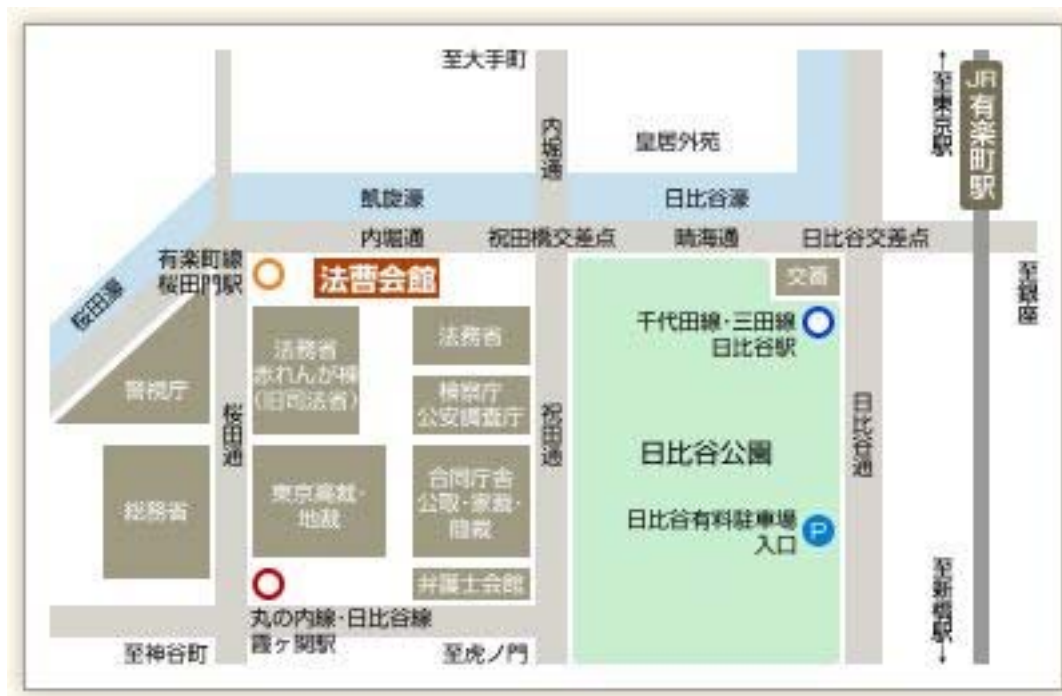 至大手町
内堀通
皇居外苑
←至東京駅
JR有楽町駅
凱旋濠
日比谷濠
内堀通
祝田橋交差点
晴海通
日比谷交差点
有楽町線
桜田門駅
法曹会館
交番
至銀座
桜田濠
千代田線・三田線
日比谷駅
法務省
赤れんが棟
(旧司法省)
法務省
警視庁
検察庁
公安調査庁
桜田通
祝田通
日比谷公園
日比谷通
総務省
東京高裁・
地裁
合同庁舎
公取・家裁・
簡裁
日比谷有料駐車場
入口
P
弁護士会館
丸の内線・日比谷線
霞ヶ関駅
至神谷町
至虎ノ門
至新橋駅→